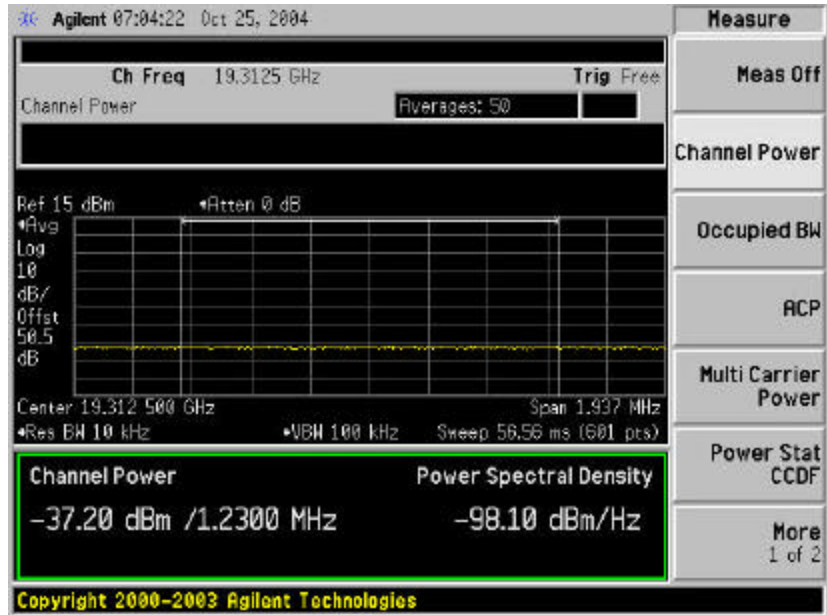 Agilent 07:04:22 Oct 25, 2004
Measure
Ch Freq 19.3125 GHz Trig Free
Meas Off
Channel Power
Averages: 50
Channel Power
Ref 15 dBm •Atten 0 dB
•Avg
Log
10
dB/
Offst
50.5
dB
Occupied BW
ACP
Multi Carrier
Power
Center 19.312 500 GHz Span 1.937 MHz
•Res BW 10 kHz •VBW 100 kHz Sweep 56.56 ms (601 pts)
Power Stat
CCDF
Channel Power Power Spectral Density
-37.20 dBm /1.2300 MHz -98.10 dBm/Hz
More
1 of 2
Copyright 2000-2003 Agilent Technologies